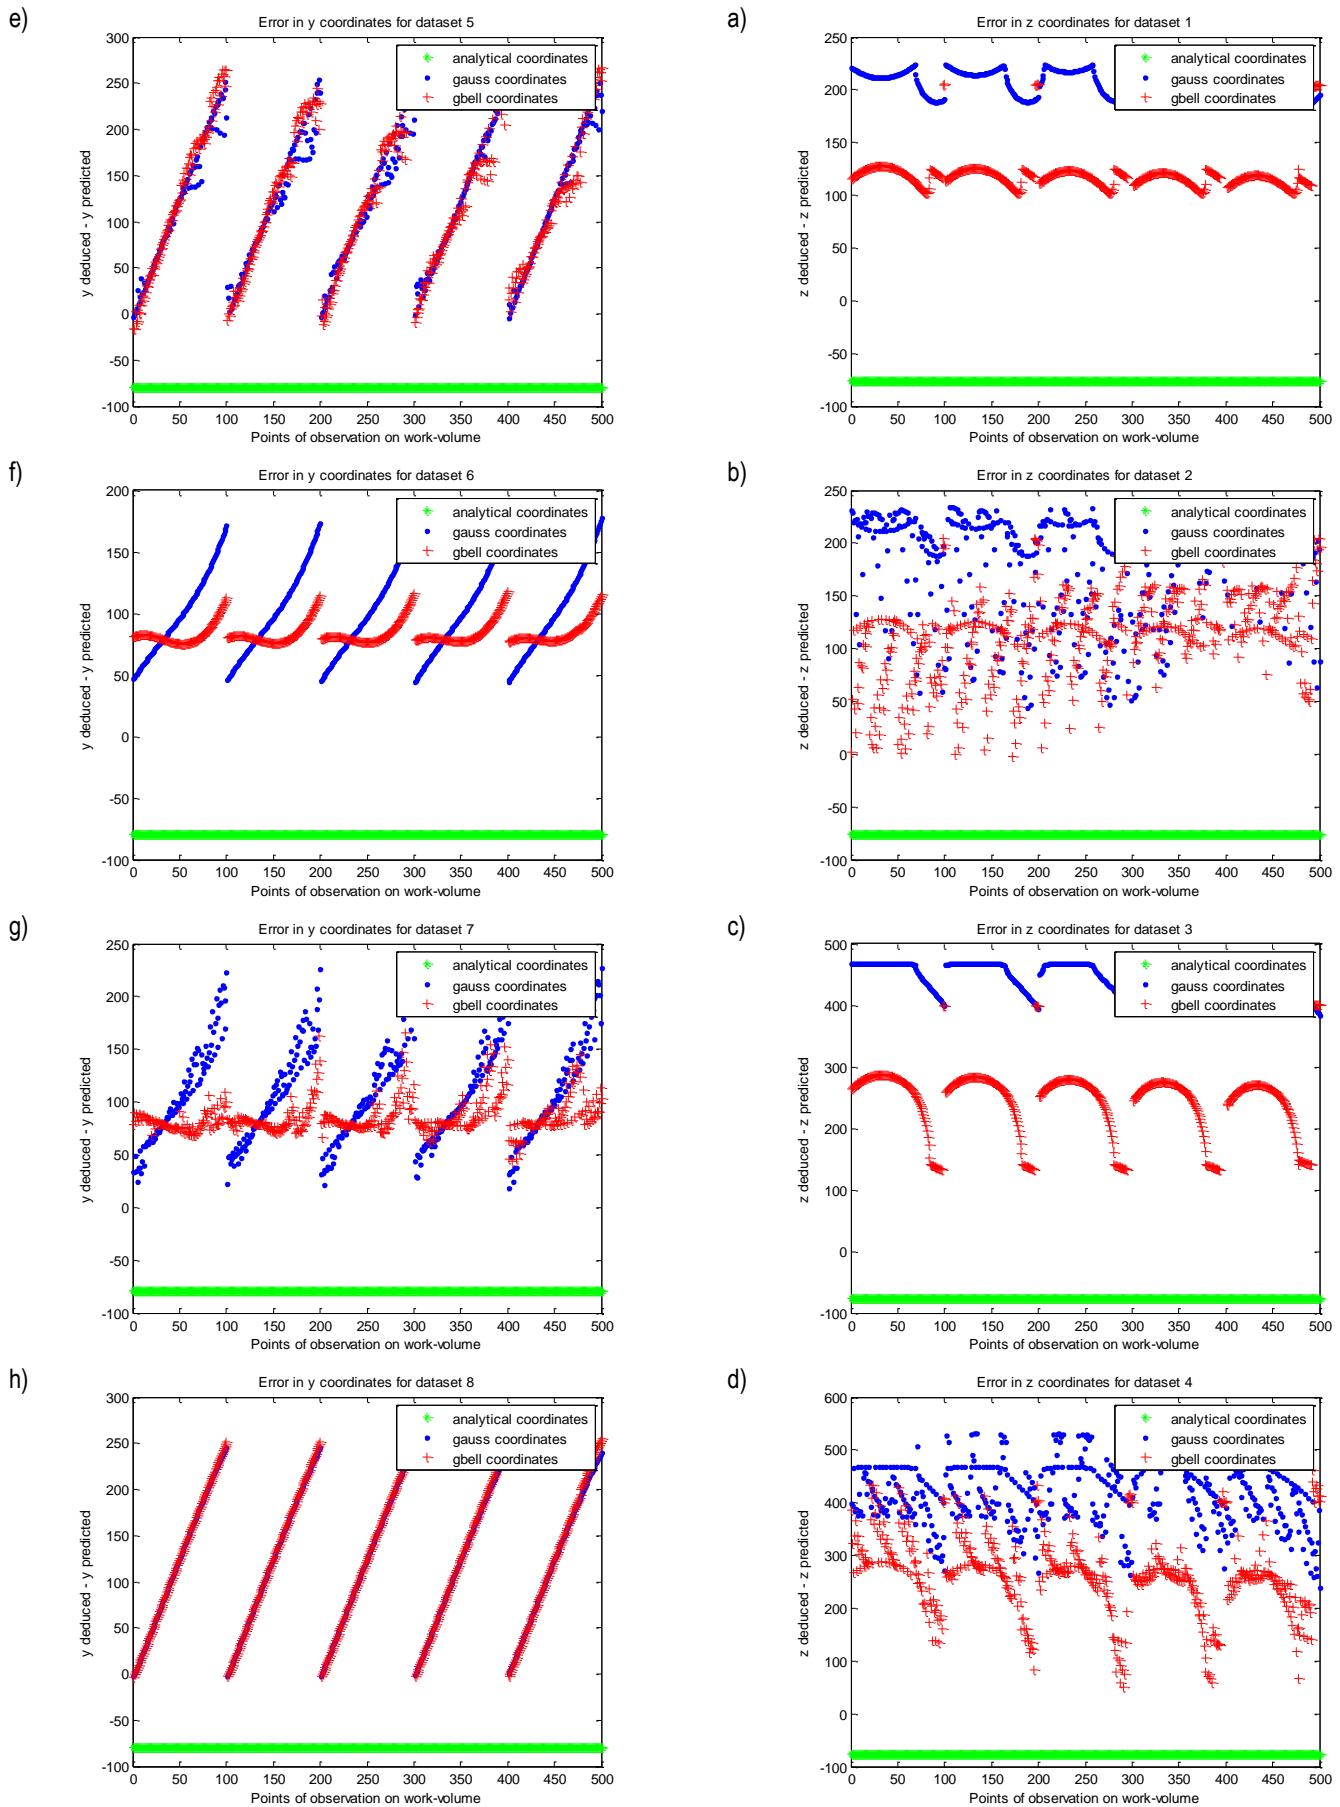 e)
Error in y coordinates for dataset 5
300
250
200
150
100
50
0
-50
-100
y deduced - y predicted
analytical coordinates
gauss coordinates
gbell coordinates
0 50 100 150 200 250 300 350 400 450 500
Points of observation on work-volume
a)
Error in z coordinates for dataset 1
250
200
150
100
50
0
-50
-100
z deduced - z predicted
analytical coordinates
gauss coordinates
gbell coordinates
0 50 100 150 200 250 300 350 400 450 500
Points of observation on work-volume
f)
Error in y coordinates for dataset 6
200
150
100
50
0
-50
-100
y deduced - y predicted
analytical coordinates
gauss coordinates
gbell coordinates
0 50 100 150 200 250 300 350 400 450 500
Points of observation on work-volume
b)
Error in z coordinates for dataset 2
250
200
150
100
50
0
-50
-100
z deduced - z predicted
analytical coordinates
gauss coordinates
gbell coordinates
0 50 100 150 200 250 300 350 400 450 500
Points of observation on work-volume
g)
Error in y coordinates for dataset 7
250
200
150
100
50
0
-50
-100
y deduced - y predicted
analytical coordinates
gauss coordinates
gbell coordinates
0 50 100 150 200 250 300 350 400 450 500
Points of observation on work-volume
c)
Error in z coordinates for dataset 3
500
400
300
200
100
0
-100
z deduced - z predicted
analytical coordinates
gauss coordinates
gbell coordinates
0 50 100 150 200 250 300 350 400 450 500
Points of observation on work-volume
h)
Error in y coordinates for dataset 8
300
250
200
150
100
50
0
-50
-100
y deduced - y predicted
analytical coordinates
gauss coordinates
gbell coordinates
0 50 100 150 200 250 300 350 400 450 500
Points of observation on work-volume
d)
Error in z coordinates for dataset 4
600
500
400
300
200
100
0
-100
z deduced - z predicted
analytical coordinates
gauss coordinates
gbell coordinates
0 50 100 150 200 250 300 350 400 450 500
Points of observation on work-volume